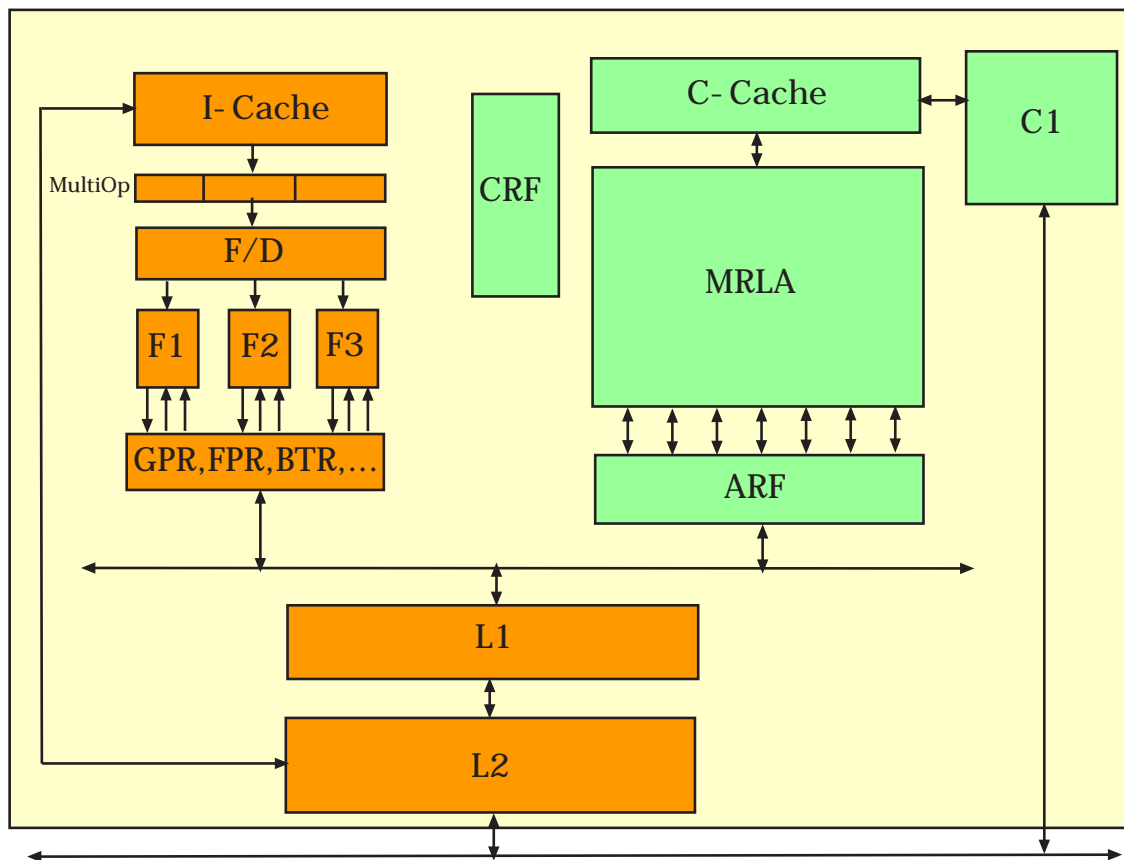 I-Cache
MultiOp
F/D
F1
F2
F3
GPR,FPR,BTR,...
CRF
C-Cache
C1
MRLA
ARF
L1
L2